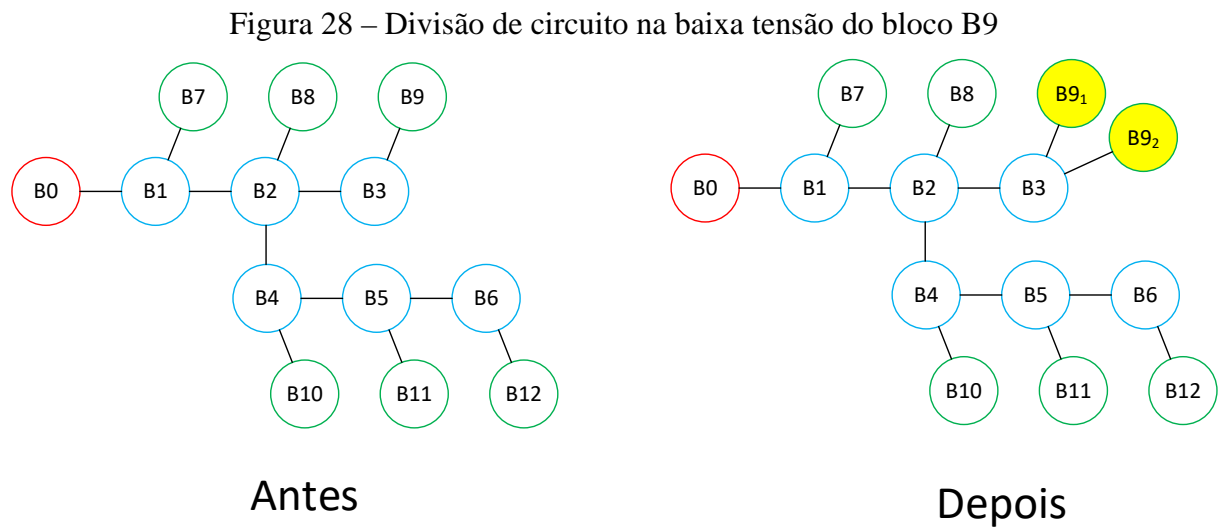 Figura 28 – Divisão de circuito na baixa tensão do bloco B9
B7 B8 B9
B0 B1 B2 B3
B4 B5 B6
B10 B11 B12
Antes
B7 B8 B9₁
B9₂
B0 B1 B2 B3
B4 B5 B6
B10 B11 B12
Depois